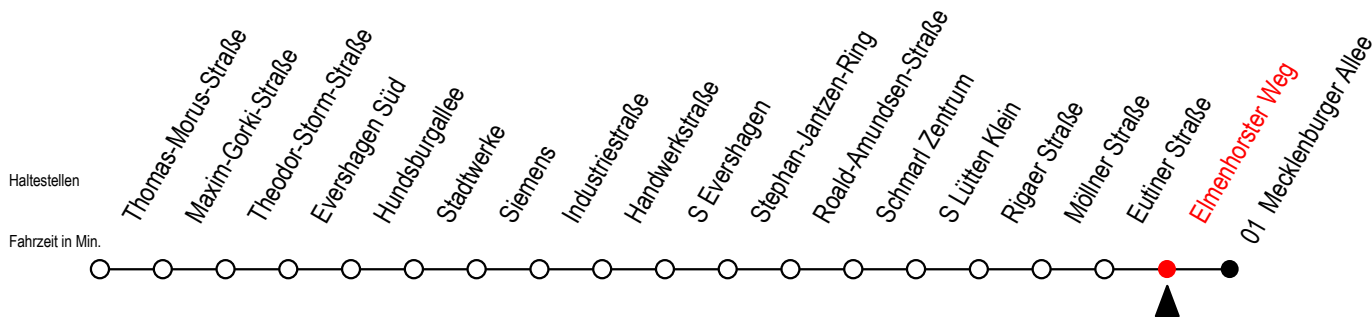 Haltestellen
Fahrzeit in Min.
Thomas-Morus-Straße
Maxim-Gorki-Straße
Theodor-Storm-Straße
Evershagen Süd
Hundsburgallee
Stadtwerke
Siemens
Industriestraße
Handwerkstraße
S Evershagen
Stephan-Jantzen-Ring
Roald-Amundsen-Straße
Schmarl Zentrum
S Lütten Klein
Rigaer Straße
Möllner Straße
Eutiner Straße
Elmenhorster Weg
01 Mecklenburger Allee